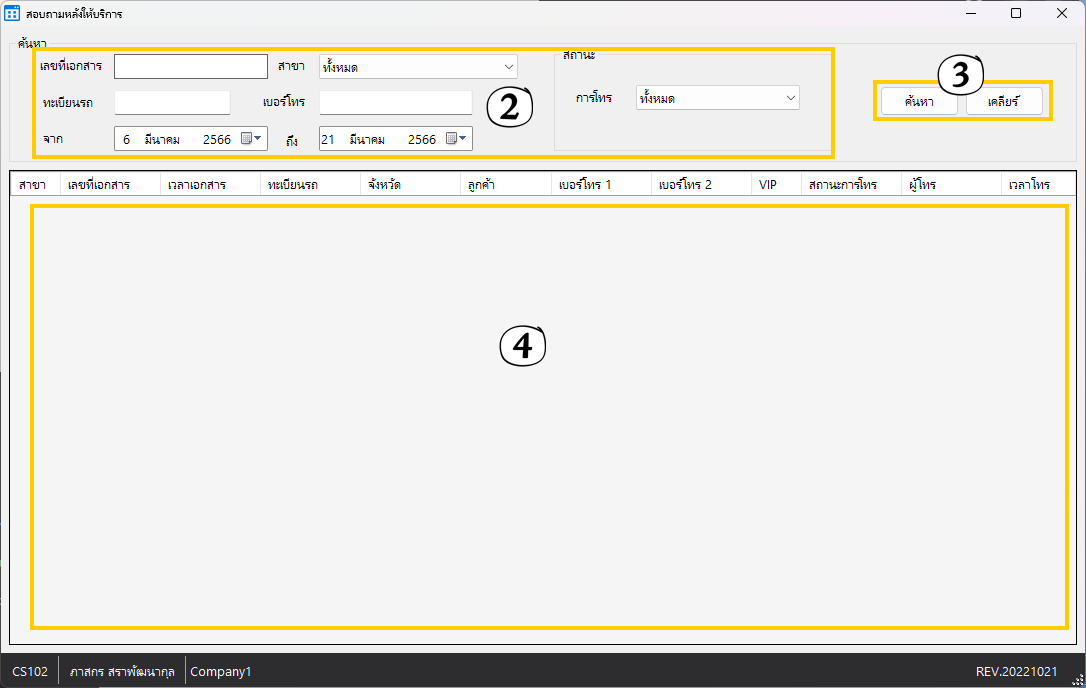 สอบถามหลังให้บริการ
ค้นหา
เลขที่เอกสาร สาขา ทั้งหมด สถานะ
ทะเบียนรถ เบอร์โทร 2 การโทร ทั้งหมด 3 ค้นหา เคลียร์
จาก 6 มีนาคม 2566 ถึง 21 มีนาคม 2566
สาขา เลขที่เอกสาร เวลาเอกสาร ทะเบียนรถ จังหวัด ลูกค้า เบอร์โทร 1 เบอร์โทร 2 VIP สถานะการโทร ผู้โทร เวลาโทร
4
CS102 ภาสกร สราพัฒนากุล Company1 REV.20221021